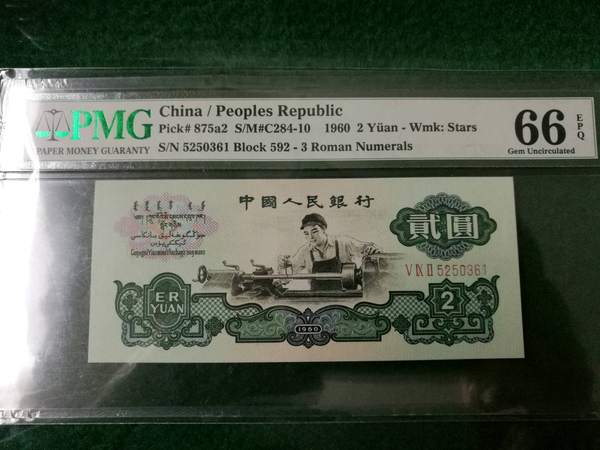 PMG
PAPER MONEY GUARANTY
China / Peoples Republic
Pick# 875a2 S/M#C284-10 1960 2 Yüan - Wmk: Stars
S/N 5250361 Block 592 - 3 Roman Numerals
66 EPQ
Gem Uncirculated
中國人民銀行
貳圓
V IX II 5250361
ER
YUAN
1960
2